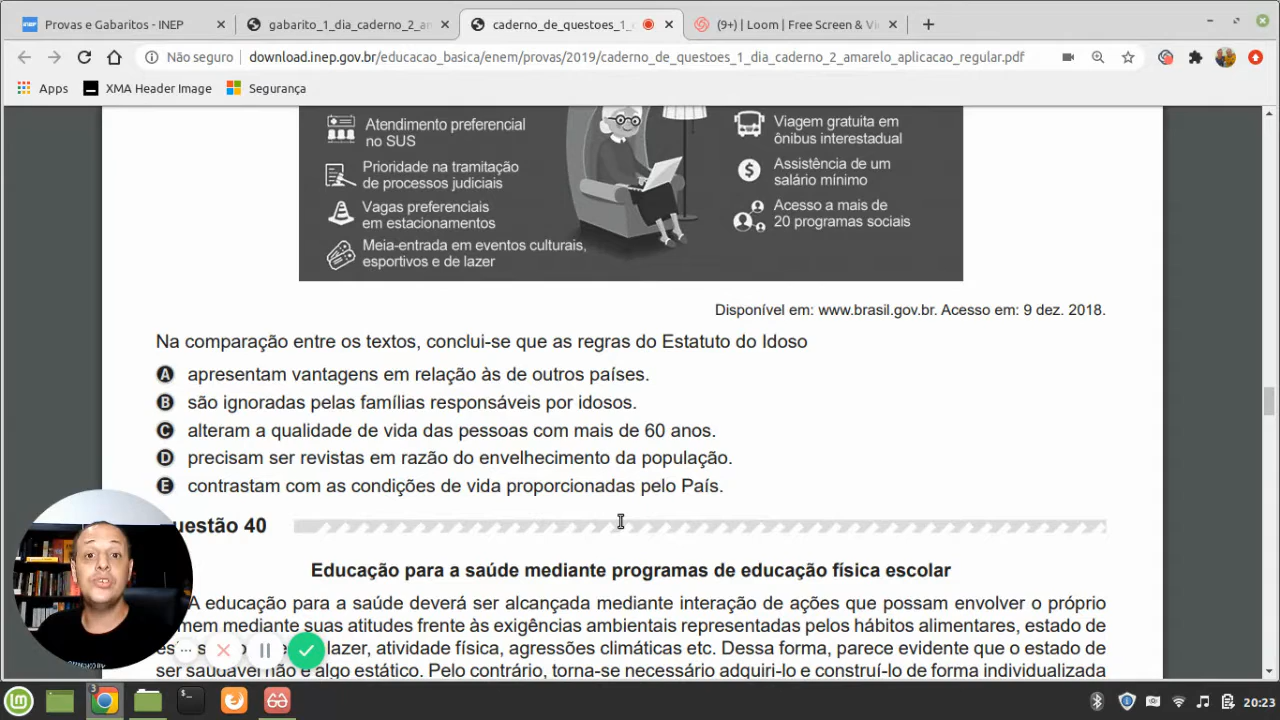 Provas e Gabaritos - INEP
gabarito_1_dia_caderno_2_am
caderno_de_questoes_1_
(9+) | Loom | Free Screen & Vi
Não seguro
download.inep.gov.br/educacao_basica/enem/provas/2019/caderno_de_questoes_1_dia_caderno_2_amarelo_aplicacao_regular.pdf
Apps
XMA Header Image
Segurança
Atendimento preferencial
no SUS
Prioridade na tramitação
de processos judiciais
Vagas preferenciais
em estacionamentos
Meia-entrada em eventos culturais,
esportivos e de lazer
Viagem gratuita em
ônibus interestadual
$
Assistência de um
salário mínimo
Acesso a mais de
20 programas sociais
Disponível em: www.brasil.gov.br. Acesso em: 9 dez. 2018.
Na comparação entre os textos, conclui-se que as regras do Estatuto do Idoso
A apresentam vantagens em relação às de outros países.
B são ignoradas pelas famílias responsáveis por idosos.
C alteram a qualidade de vida das pessoas com mais de 60 anos.
D precisam ser revistas em razão do envelhecimento da população.
E contrastam com as condições de vida proporcionadas pelo País.
uestão 40
Educação para a saúde mediante programas de educação física escolar
A educação para a saúde deverá ser alcançada mediante interação de ações que possam envolver o próprio
mem mediante suas atitudes frente às exigências ambientais representadas pelos hábitos alimentares, estado de
lazer, atividade física, agressões climáticas etc. Dessa forma, parece evidente que o estado de
ser saudável não é algo estático. Pelo contrário, torna-se necessário adquiri-lo e construí-lo de forma individualizada
3
20:23